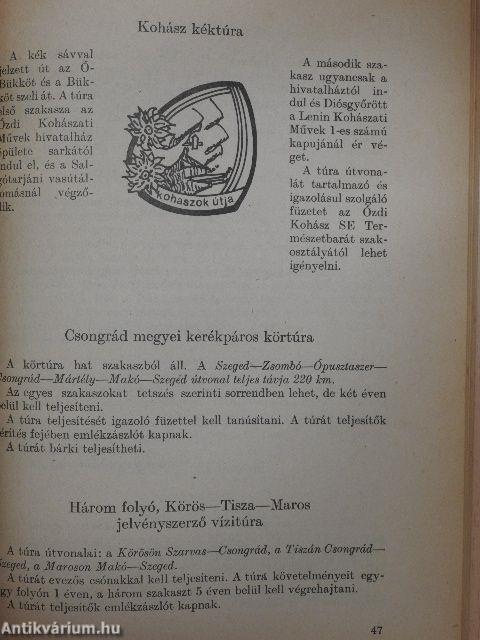 Kohász kéktúra
A kék sávval
jelzett út az Ő-
Bükköt és a Bük-
köt szeli át. A túra
első szakasza az
Ózdi Kohászati
Művek hivatalház
épülete sarkától
indul el, és a Sal-
gótarjáni vasútál-
lomásnál végző-
dik.
kohászok útja
A második sza-
kasz ugyancsak a
hivatalháztól in-
dul és Diósgyőrött
a Lenin Kohászati
Művek 1-es számú
kapujánál ér vé-
get.
A túra útvona-
lát tartalmazó és
igazolásul szolgáló
füzetet az Ózdi
Kohász SE Ter-
mészetbarát szak-
osztályától lehet
igényelni.
Csongrád megyei kerékpáros körtúra
A körtúra hat szakaszból áll. A Szeged—Zsombó—Ópusztaszer—
Csongrád—Mártély—Makó—Szegéd útvonal teljes távja 220 km.
Az egyes szakaszokat tetszés szerinti sorrendben lehet, de két éven
belül kell teljesíteni.
A túra teljesítését igazoló füzettel kell tanúsítani. A túrát teljesítők
térítés fejében emlékzászlót kapnak.
A túrát bárki teljesítheti.
Három folyó, Körös—Tisza—Maros
jelvényszerző vízitúra
A túra útvonalai: a Körösön Szarvas—Csongrád, a Tiszán Csongrád—
Szeged, a Maroson Makó—Szeged.
A túrát evezős csónakkal kell teljesíteni. A túra követelményeit egy-
egy folyón 1 éven, a három szakaszt 5 éven belül kell végrehajtani.
A túrát teljesítők emlékzászlót kapnak.
47
Antikvárium.hu